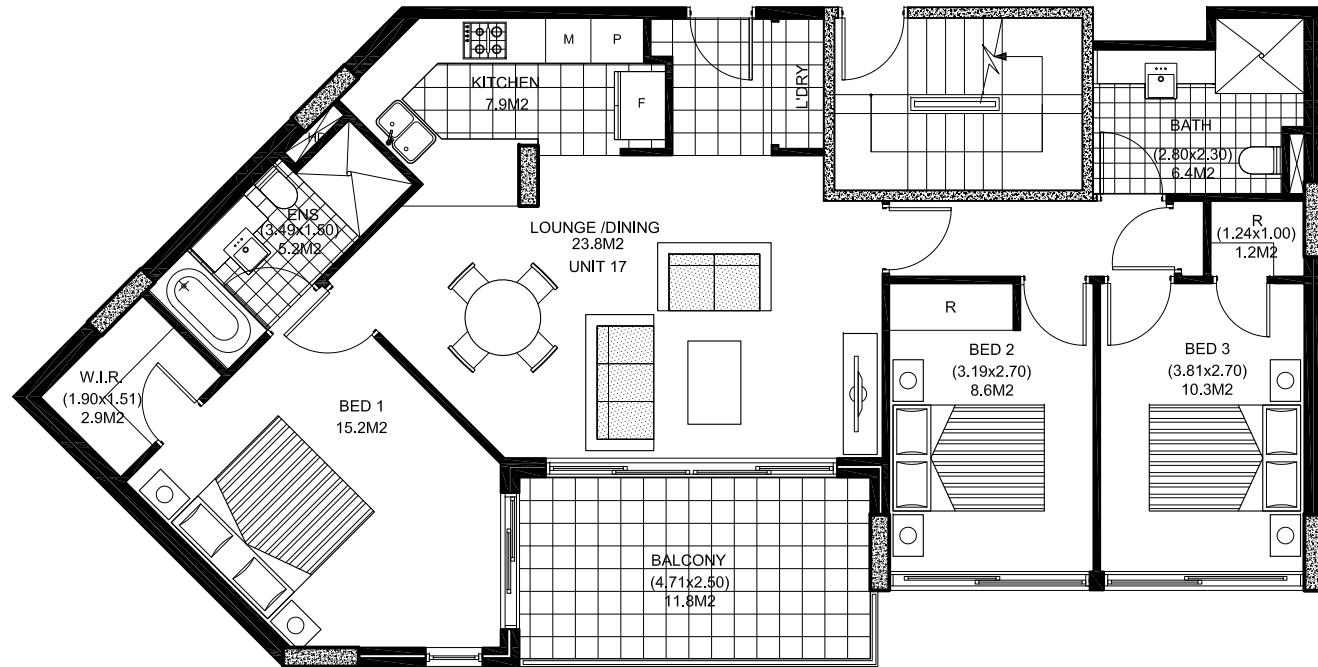 M
P
KITCHEN
7.9M2
F
L'DRY
BATH
(2.80x2.30)
6.4M2
ENS
(3.49x1.50)
5.2M2
LOUNGE /DINING
23.8M2
UNIT 17
R
(1.24x1.00)
1.2M2
R
W.I.R.
(1.90x1.51)
2.9M2
BED 1
15.2M2
BED 2
(3.19x2.70)
8.6M2
BED 3
(3.81x2.70)
10.3M2
BALCONY
(4.71x2.50)
11.8M2